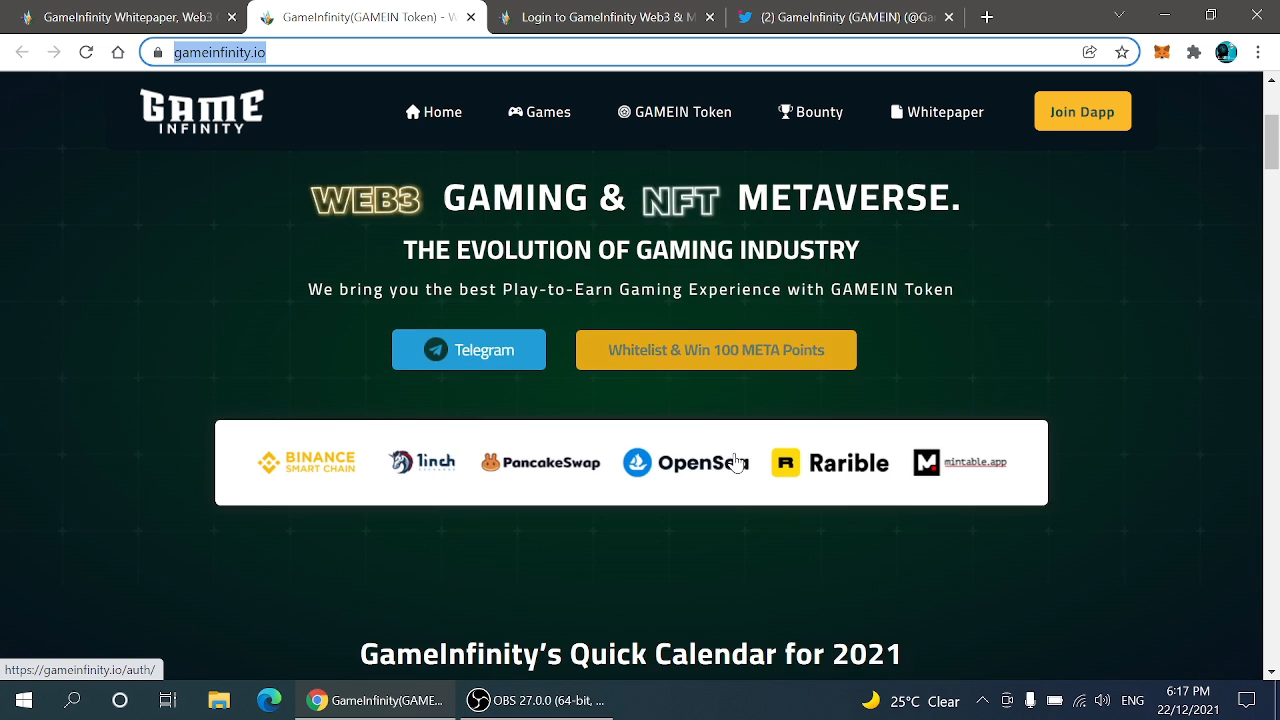 GameInfinity Whitepaper Web3 G
GameInfinity(GAMEIN Token) - W
Login to GameInfinity Web3 & M
(2) GameInfinity (GAMEIN) (@Ga
gameinfinity.io
GAME
INFINITY
Home
Games
GAMEIN Token
Bounty
Whitepaper
Join Dapp
WEB3 GAMING & NFT METAVERSE.
THE EVOLUTION OF GAMING INDUSTRY
We bring you the best Play-to-Earn Gaming Experience with GAMEIN Token
Telegram
Whitelist & Win 100 META Points
BINANCE
SMART CHAIN
1inch
PancakeSwap
OpenSea
Rarible
mintable.app
GameInfinity’s Quick Calendar for 2021
https://gameinfinity.io/auth/
GameInfinity(GAME...
OBS 27.0.0 (64-bit, ...
25°C Clear
ENG
6:17 PM
22/12/2021